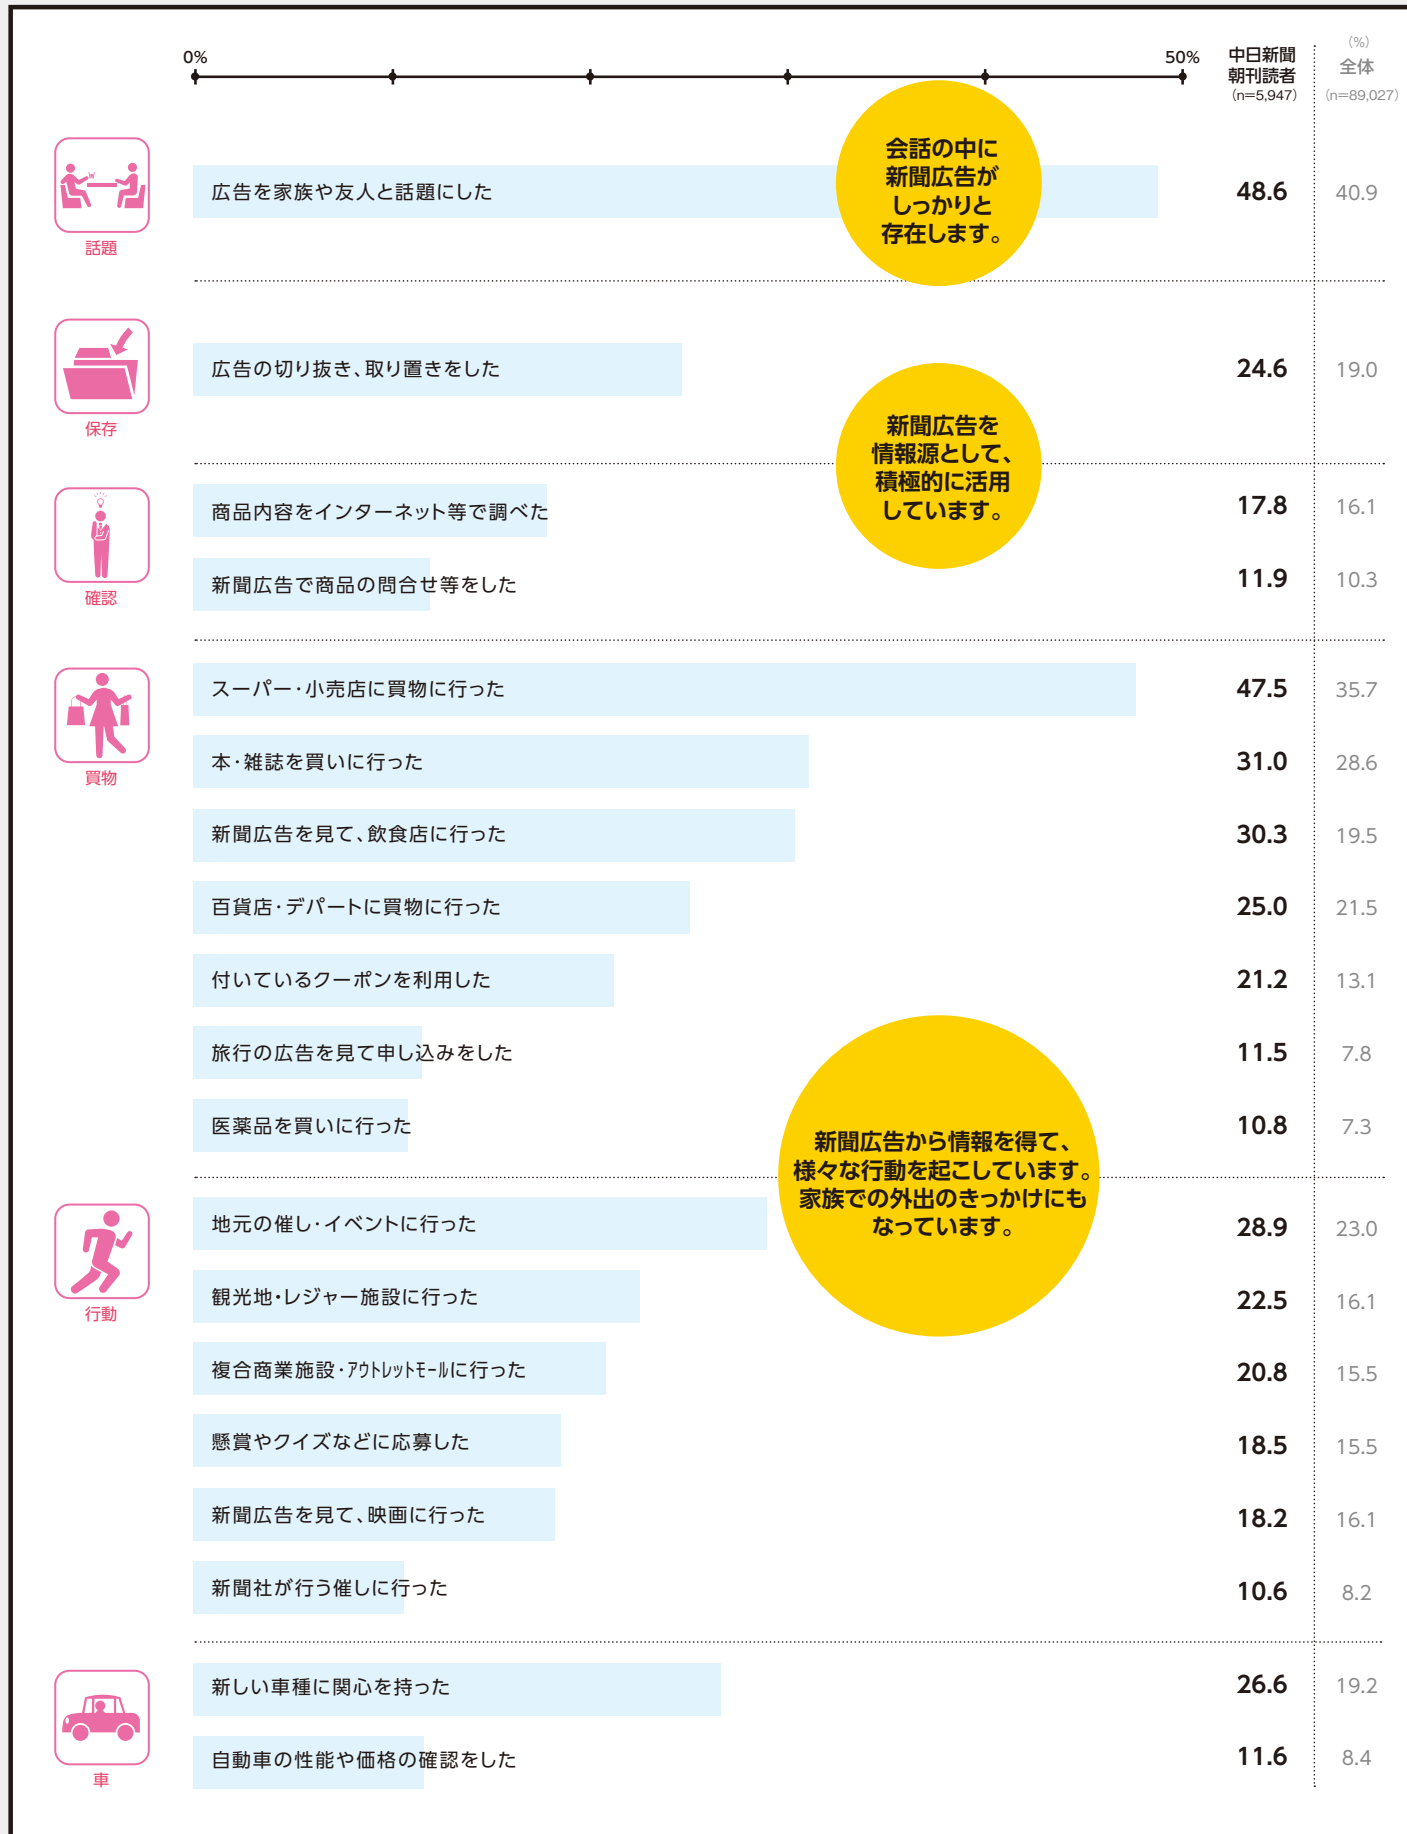 0%
50%
中日新聞
朝刊読者
(n=5,947)
(%)
全体
(n=89,027)
話題
広告を家族や友人と話題にした
会話の中に
新聞広告が
しっかりと
存在します。
48.6
40.9
保存
広告の切り抜き、取り置きをした
24.6
19.0
新聞広告を
情報源として、
積極的に活用
しています。
確認
商品内容をインターネット等で調べた
17.8
16.1
新聞広告で商品の問合せ等をした
11.9
10.3
買物
スーパー・小売店に買物に行った
47.5
35.7
本・雑誌を買いに行った
31.0
28.6
新聞広告を見て、飲食店に行った
30.3
19.5
百貨店・デパートに買物に行った
25.0
21.5
付いているクーポンを利用した
21.2
13.1
旅行の広告を見て申し込みをした
11.5
7.8
医薬品を買いに行った
10.8
7.3
新聞広告から情報を得て、
様々な行動を起こしています。
家族での外出のきっかけにも
なっています。
行動
地元の催し・イベントに行った
28.9
23.0
観光地・レジャー施設に行った
22.5
16.1
複合商業施設・ｱｳﾄﾚｯﾄﾓｰﾙに行った
20.8
15.5
懸賞やクイズなどに応募した
18.5
15.5
新聞広告を見て、映画に行った
18.2
16.1
新聞社が行う催しに行った
10.6
8.2
車
新しい車種に関心を持った
26.6
19.2
自動車の性能や価格の確認をした
11.6
8.4